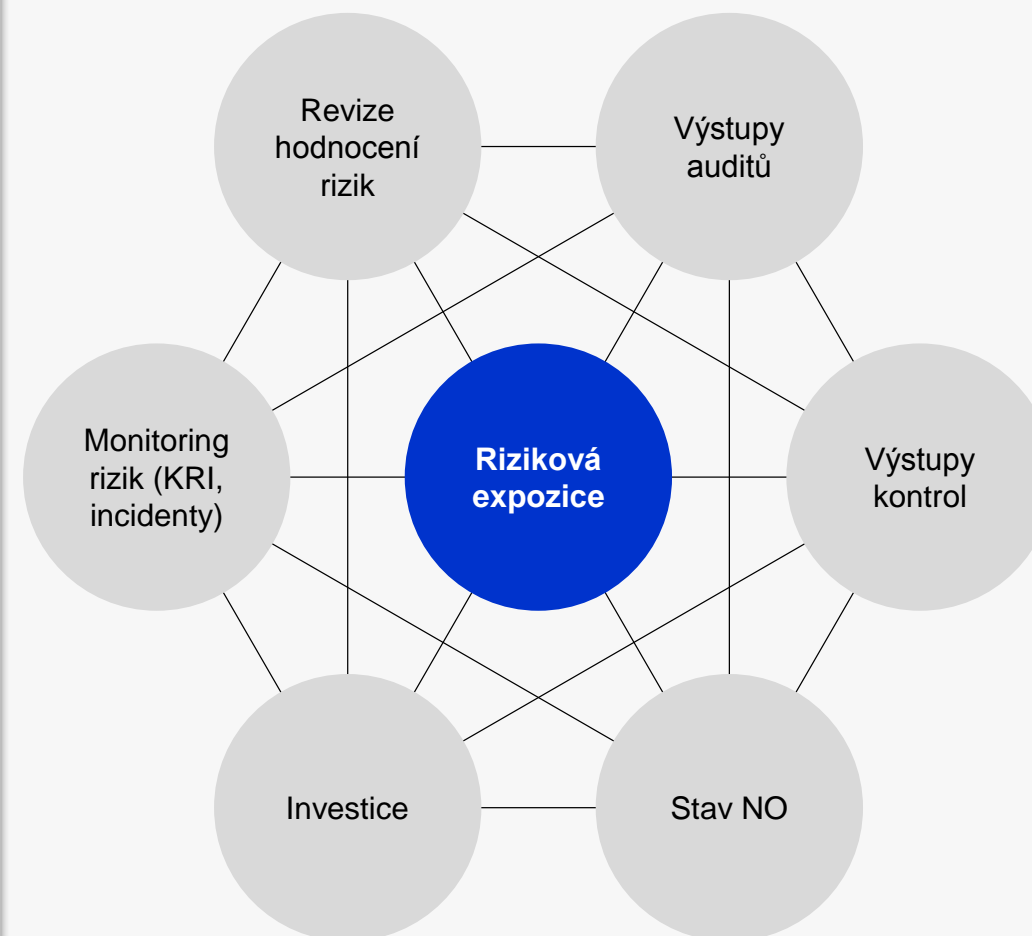 Revize
hodnocení
rizik
Výstupy
auditů
Monitoring
rizik (KRI,
incidenty)
Riziková
expozice
Výstupy
kontrol
Investice
Stav NO